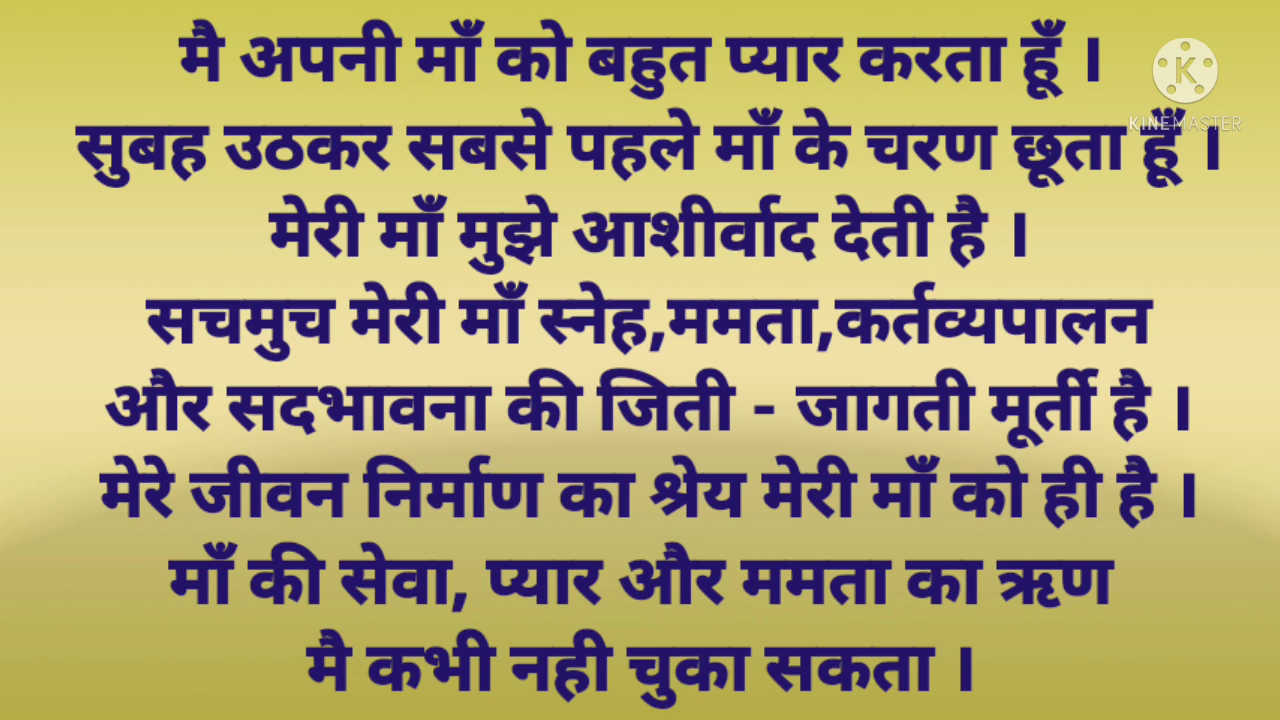 मै अपनी माँ को बहुत प्यार करता हूँ ।
K
KINEMASTER
सुबह उठकर सबसे पहले माँ के चरण छूता हूँ ।
मेरी माँ मुझे आशीर्वाद देती है ।
सचमुच मेरी माँ स्नेह,ममता,कर्तव्यपालन
और सदभावना की जिती - जागती मूर्ती है ।
मेरे जीवन निर्माण का श्रेय मेरी माँ को ही है ।
माँ की सेवा, प्यार और ममता का ऋण
मै कभी नही चुका सकता ।